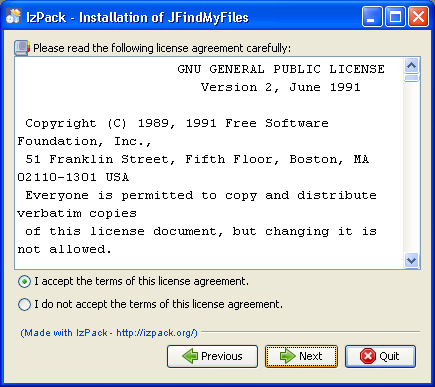 IzPack - Installation of JFindMyFiles
Please read the following license agreement carefully:
GNU GENERAL PUBLIC LICENSE
Version 2, June 1991
Copyright (C) 1989, 1991 Free Software
Foundation, Inc.,
51 Franklin Street, Fifth Floor, Boston, MA
02110-1301 USA
Everyone is permitted to copy and distribute
verbatim copies
of this license document, but changing it is
not allowed.
I accept the terms of this license agreement.
I do not accept the terms of this license agreement.
(Made with IzPack - http://izpack.org/)
Previous
Next
Quit